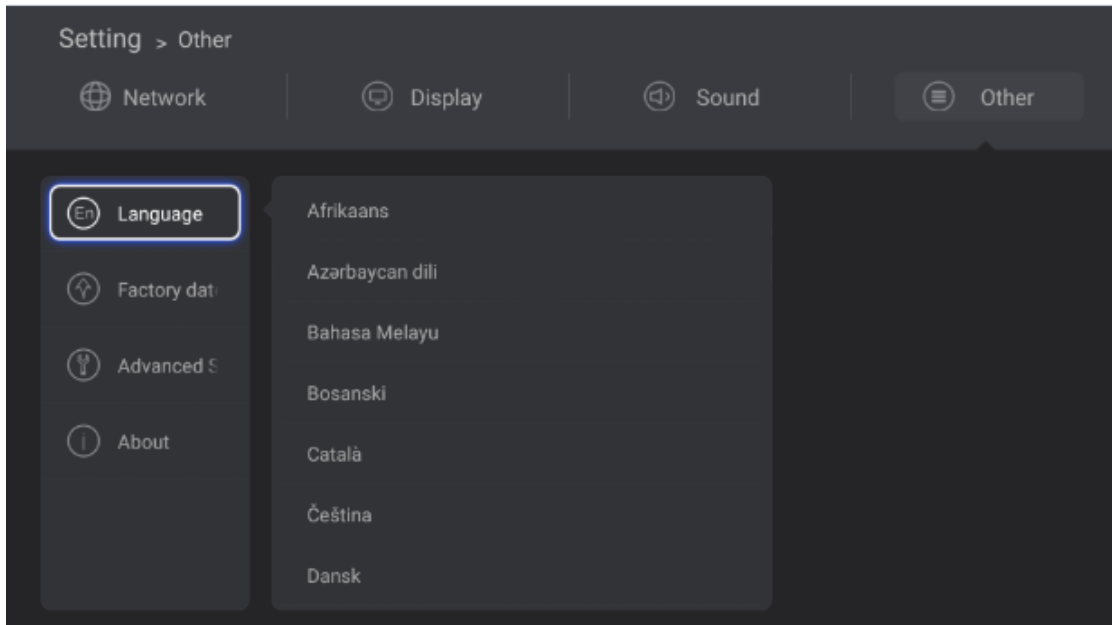 Setting > Other
Network
Display
Sound
Other
En Language
Factory dat
Advanced S
About
Afrikaans
Azərbaycan dili
Bahasa Melayu
Bosanski
Català
Čeština
Dansk